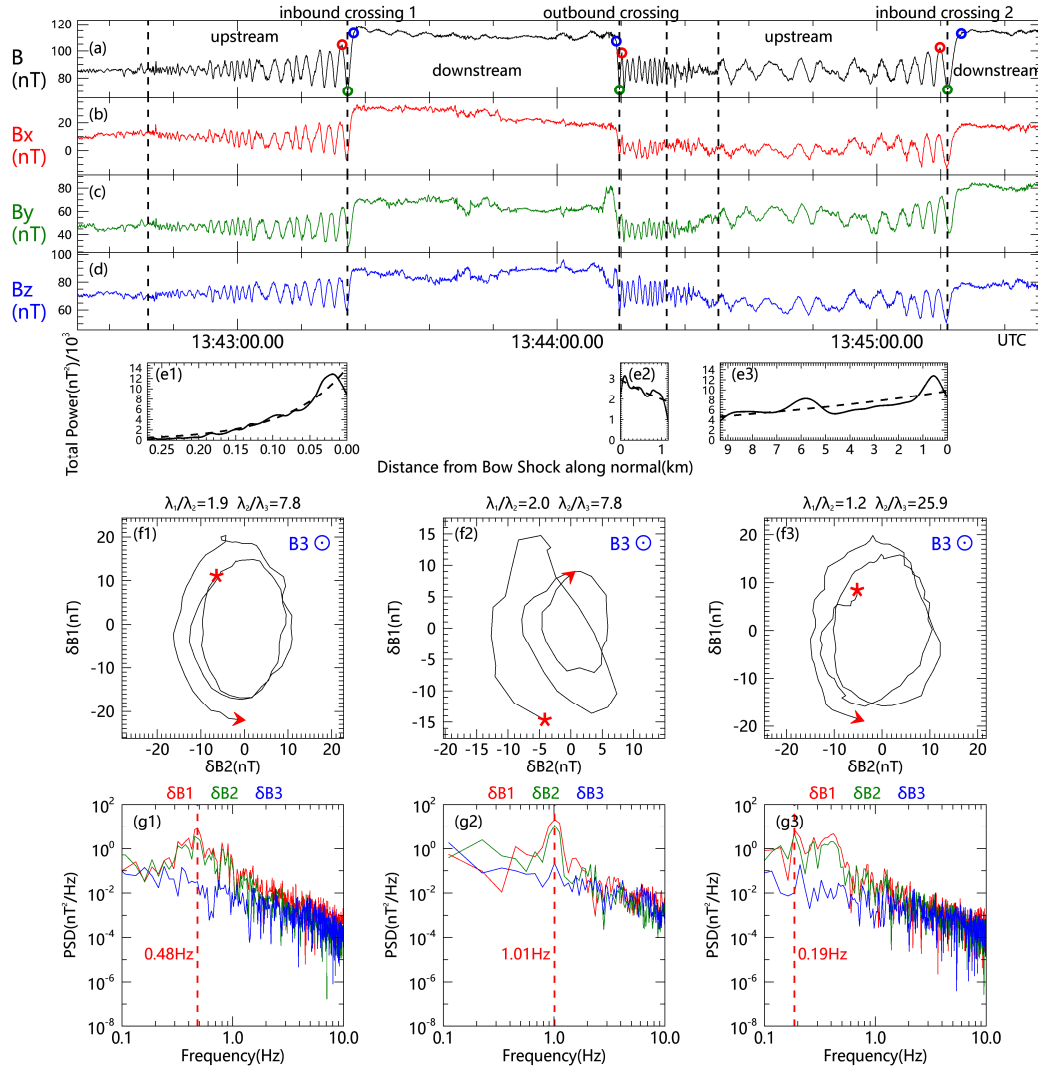 inbound crossing 1 outbound crossing inbound crossing 2
120
100
80
B
(nT)
(a)
upstream
downstream
upstream
downstream
20
0
Bx
(nT)
(b)
80
60
40
By
(nT)
(c)
100
80
60
Bz
(nT)
(d)
13:43:00.00 13:44:00.00 13:45:00.00 UTC
Total Power(nT²)/10³
14
12
10
8
6
4
2
0
(e1)
0.25 0.20 0.15 0.10 0.05 0.00
3
2
1
0
(e2)
0 1
14
12
10
8
6
4
2
0
(e3)
9 8 7 6 5 4 3 2 1 0
Distance from Bow Shock along normal(km)
λ₁/λ₂=1.9 λ₂/λ₃=7.8
(f1)
B3
δB1(nT)
20
10
0
-10
-20
-20 -10 0 10 20
δB2(nT)
λ₁/λ₂=2.0 λ₂/λ₃=7.8
(f2)
B3
δB1(nT)
15
10
5
0
-5
-10
-15
-20 -15 -10 -5 0 5 10
δB2(nT)
λ₁/λ₂=1.2 λ₂/λ₃=25.9
(f3)
B3
δB1(nT)
20
10
0
-10
-20
-20 -10 0 10 20
δB2(nT)
δB1 δB2 δB3
(g1)
PSD(nT²/Hz)
10²
10⁰
10⁻²
10⁻⁴
10⁻⁶
10⁻⁸
0.48Hz
0.1 1.0 10.0
Frequency(Hz)
δB1 δB2 δB3
(g2)
PSD(nT²/Hz)
10²
10⁰
10⁻²
10⁻⁴
10⁻⁶
10⁻⁸
1.01Hz
0.1 1.0 10.0
Frequency(Hz)
δB1 δB2 δB3
(g3)
PSD(nT²/Hz)
10²
10⁰
10⁻²
10⁻⁴
10⁻⁶
10⁻⁸
0.19Hz
0.1 1.0 10.0
Frequency(Hz)